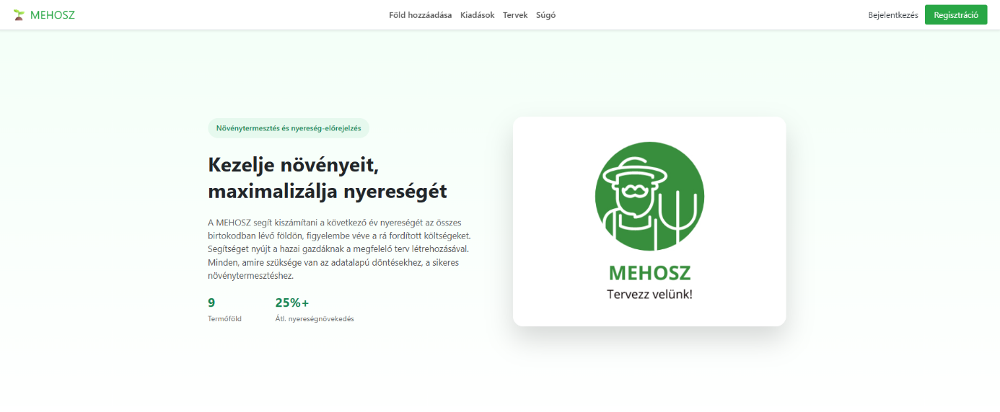 MEHOSZ
Föld hozzáadása Kiadások Tervek Súgó
Bejelentkezés Regisztráció
Növénytermesztés és nyereség-előrejelzés
Kezelje növényeit,
maximalizálja nyereségét
A MEHOSZ segít kiszámítani a következő év nyereségét az összes
birtokodban lévő földön, figyelembe véve a rá fordított költségeket.
Segítséget nyújt a hazai gazdáknak a megfelelő terv létrehozásával.
Minden, amire szüksége van az adatalapú döntésekhez, a sikeres
növénytermesztéshez.
9 25%+
Termőföld Átl. nyereségnövekedés
MEHOSZ
Tervezz velünk!